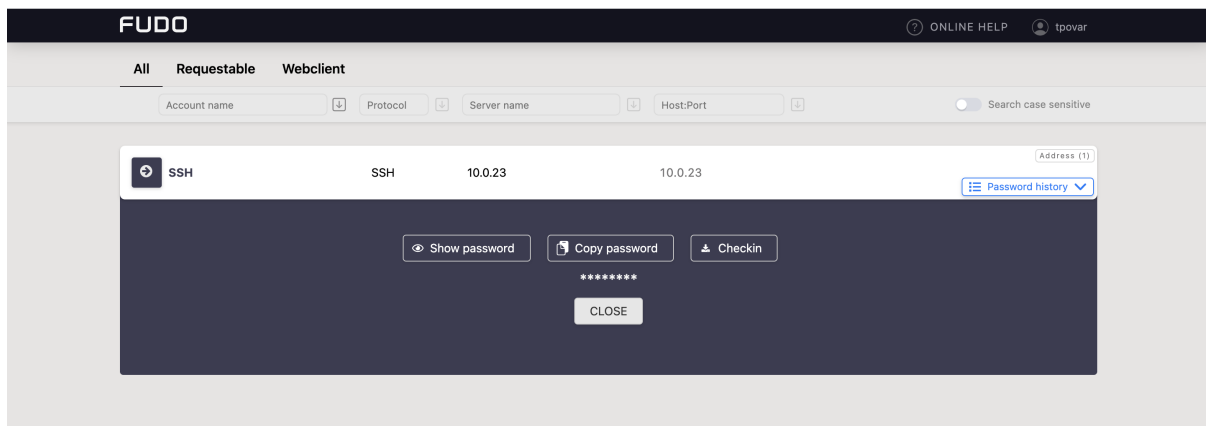 FUDO
ONLINE HELP
tpovar
All Requestable Webclient
Account name Protocol Server name Host:Port Search case sensitive
Address (1)
SSH SSH 10.0.23 10.0.23
Password history
Show password Copy password Checkin
********
CLOSE